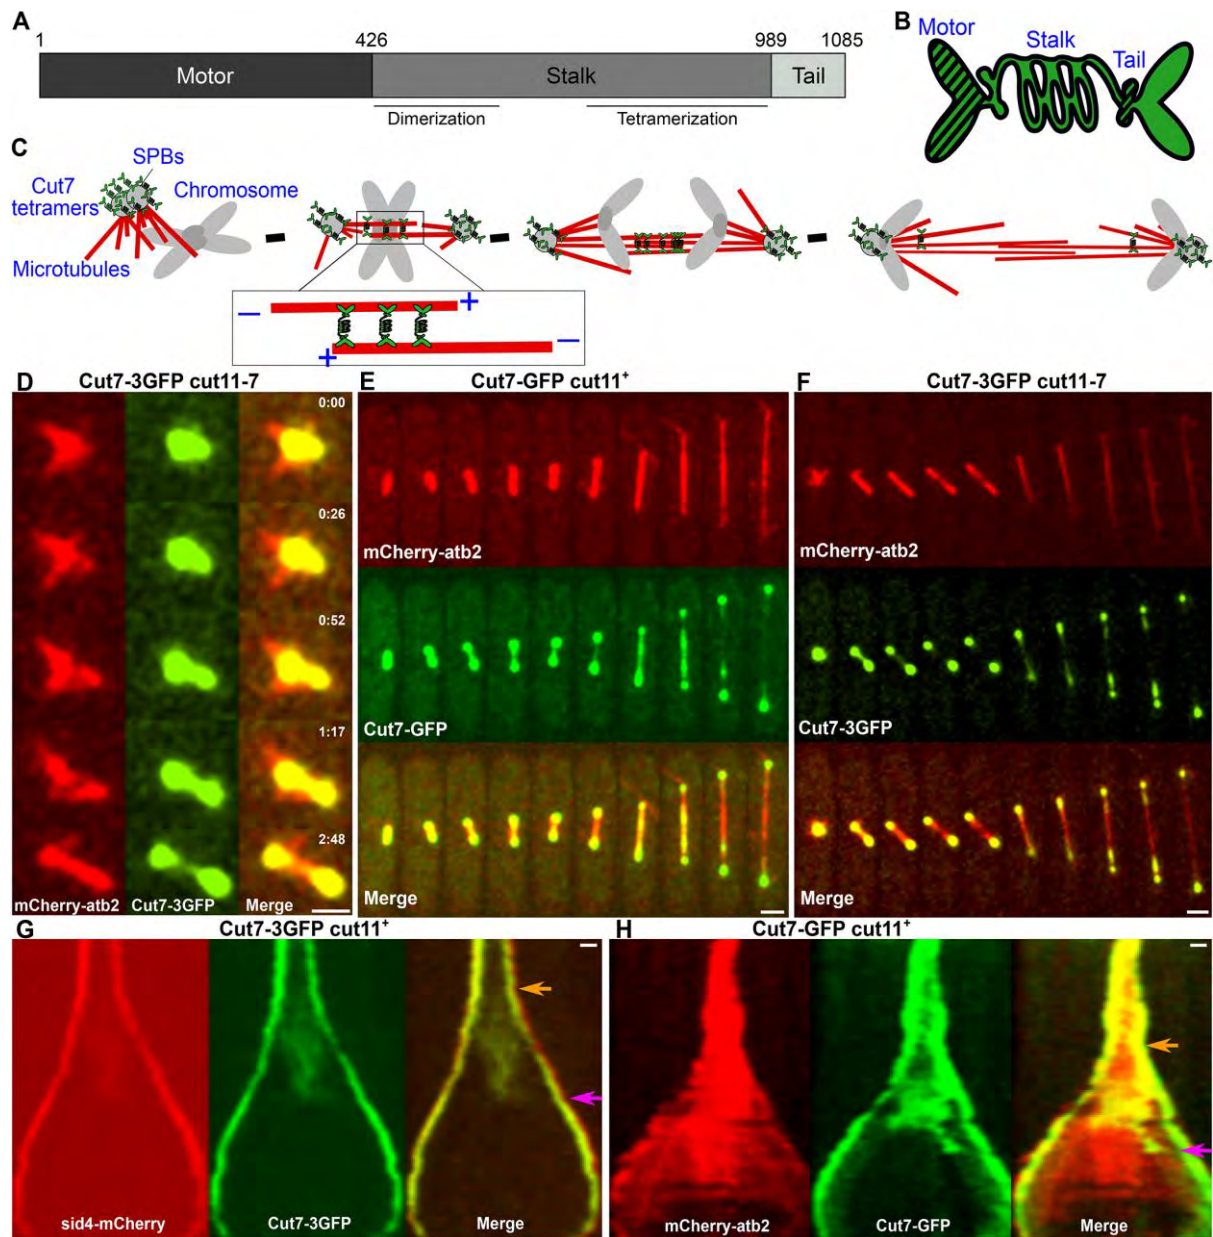 A
1 426 989 1085
Motor Stalk Tail
Dimerization Tetramerization
B
Motor
Stalk
Tail
C
SPBs
Cut7
tetramers
Chromosome
Microtubules
− +
+ −
D Cut7-3GFP cut11-7
0:00
0:26
0:52
1:17
2:48
mCherry-atb2 Cut7-3GFP Merge
E Cut7-GFP cut11⁺
mCherry-atb2
Cut7-GFP
Merge
F Cut7-3GFP cut11-7
mCherry-atb2
Cut7-3GFP
Merge
G Cut7-3GFP cut11⁺
sid4-mCherry Cut7-3GFP Merge
H Cut7-GFP cut11⁺
mCherry-atb2 Cut7-GFP Merge